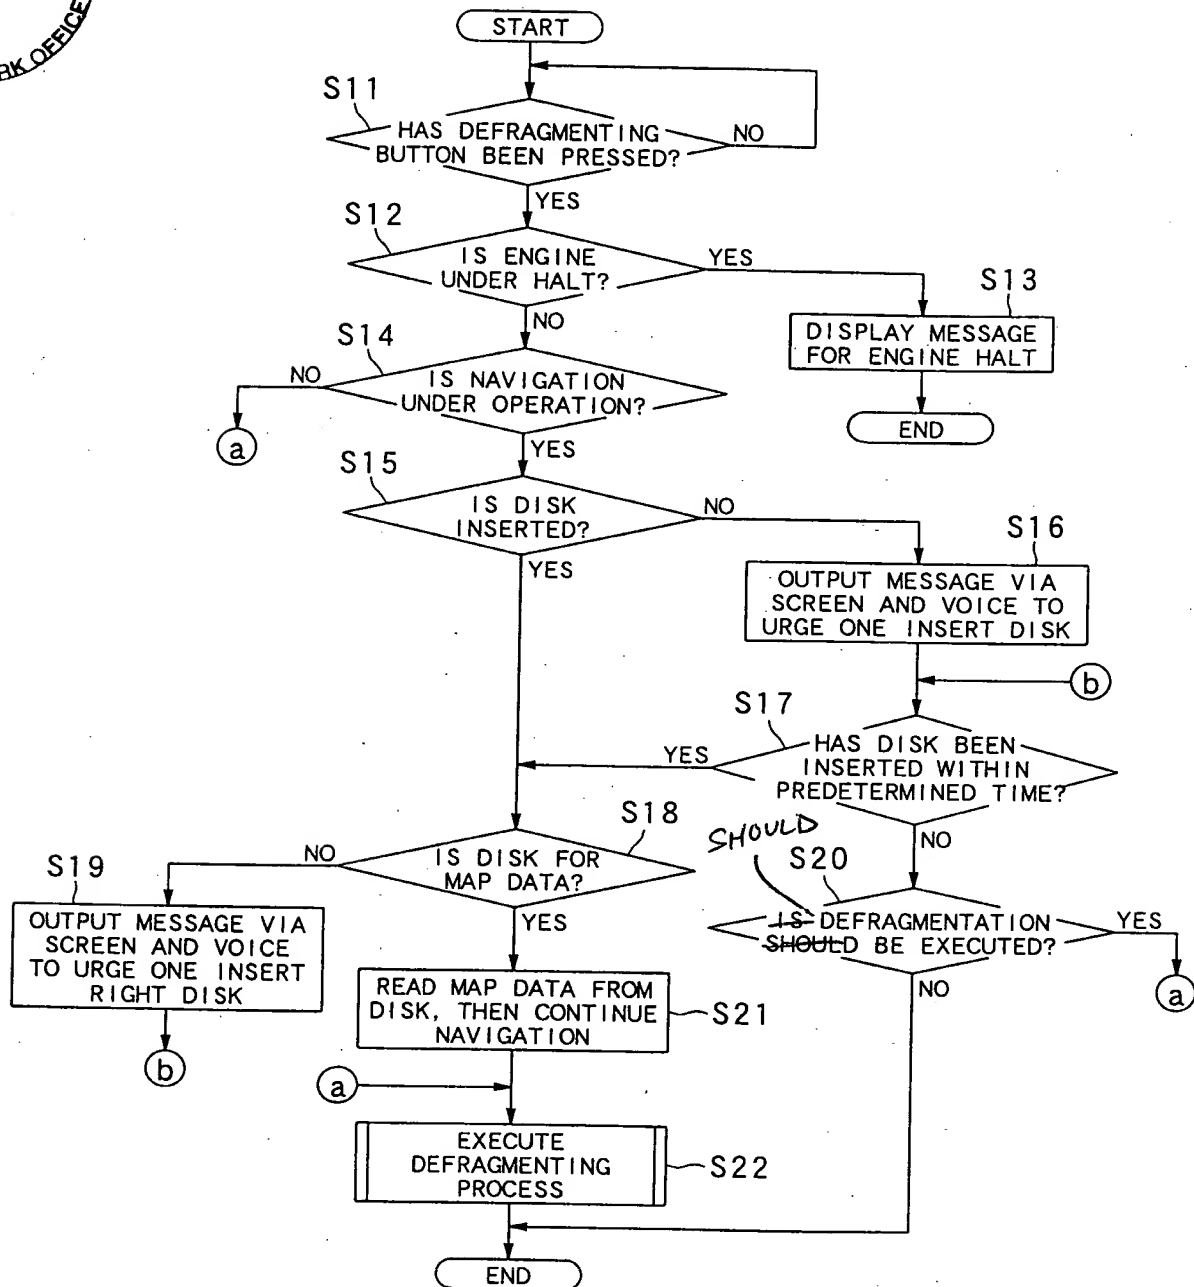 RK OFFICE
START
S11
HAS DEFRAGMENTING
BUTTON BEEN PRESSED?
NO
YES
S12
IS ENGINE
UNDER HALT?
YES
NO
S13
DISPLAY MESSAGE
FOR ENGINE HALT
END
S14
IS NAVIGATION
UNDER OPERATION?
NO
a
YES
S15
IS DISK
INSERTED?
NO
YES
S16
OUTPUT MESSAGE VIA
SCREEN AND VOICE TO
URGE ONE INSERT DISK
b
S17
HAS DISK BEEN
INSERTED WITHIN
PREDETERMINED TIME?
YES
NO
S18
IS DISK FOR
MAP DATA?
NO
YES
S19
OUTPUT MESSAGE VIA
SCREEN AND VOICE
TO URGE ONE INSERT
RIGHT DISK
b
SHOULD
S20
IS DEFRAGMENTATION
SHOULD BE EXECUTED?
YES
a
NO
READ MAP DATA FROM
DISK, THEN CONTINUE
NAVIGATION
S21
a
EXECUTE
DEFRAGMENTING
PROCESS
S22
END